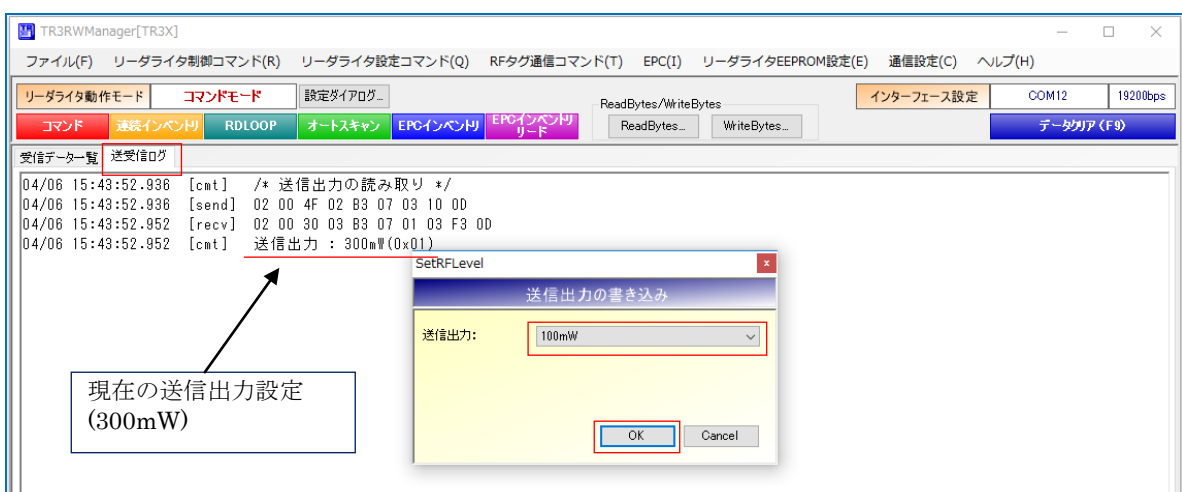 TR3RWManager[TR3X]
ファイル(F) リーダライタ制御コマンド(R) リーダライタ設定コマンド(Q) RFタグ通信コマンド(T) EPC(I) リーダライタEEPROM設定(E) 通信設定(C) ヘルプ(H)
リーダライタ動作モード コマンドモード 設定ダイアログ... ReadBytes/WriteBytes インターフェース設定 COM12 19200bps
コマンド 連続インベントリ RDLOOP オートスキャン EPCインベントリ EPCインベントリ
リード
ReadBytes... WriteBytes... データクリア(F9)
受信データ一覧 送受信ログ
04/06 15:43:52.936 [cmt] /* 送信出力の読み取り */
04/06 15:43:52.936 [send] 02 00 4F 02 B3 07 03 10 0D
04/06 15:43:52.952 [recv] 02 00 30 03 B3 07 01 03 F3 0D
04/06 15:43:52.952 [cmt] 送信出力 : 300mW(0x01)
SetRFLevel
送信出力の書き込み
送信出力: 100mW
OK Cancel
現在の送信出力設定
(300mW)